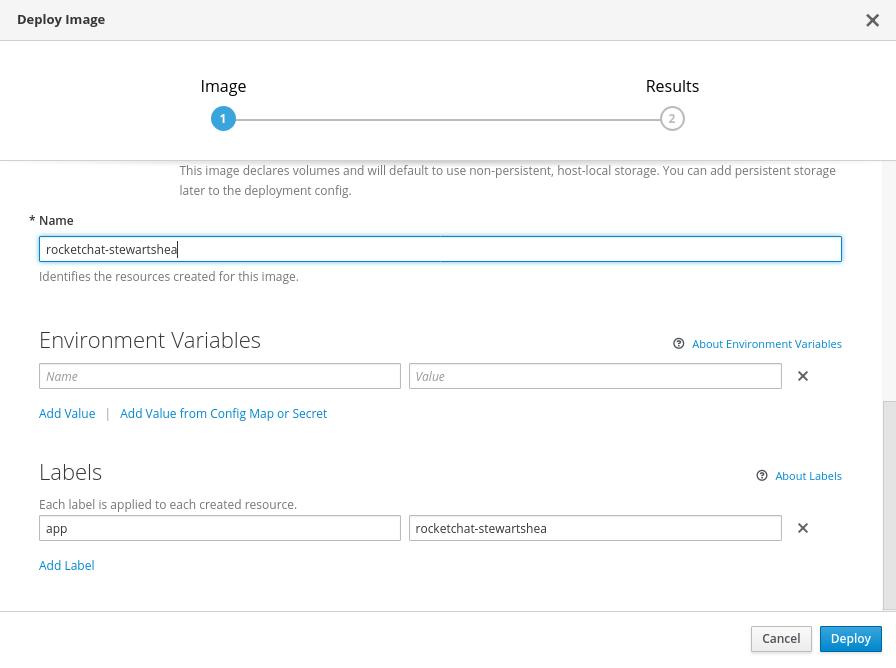 Deploy Image
Image
Results
1
2
This image declares volumes and will default to use non-persistent, host-local storage. You can add persistent storage
later to the deployment config.
* Name
rocketchat-stewartshea
Identifies the resources created for this image.
Environment Variables
About Environment Variables
Name
Value
Add Value | Add Value from Config Map or Secret
Labels
About Labels
Each label is applied to each created resource.
app
rocketchat-stewartshea
Add Label
Cancel
Deploy